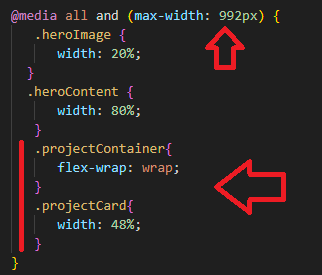 @media all and (max-width: 992px) {
.heroImage {
width: 20%;
}
.heroContent {
width: 80%;
}
.projectContainer{
flex-wrap: wrap;
}
.projectCard{
width: 48%;
}
}